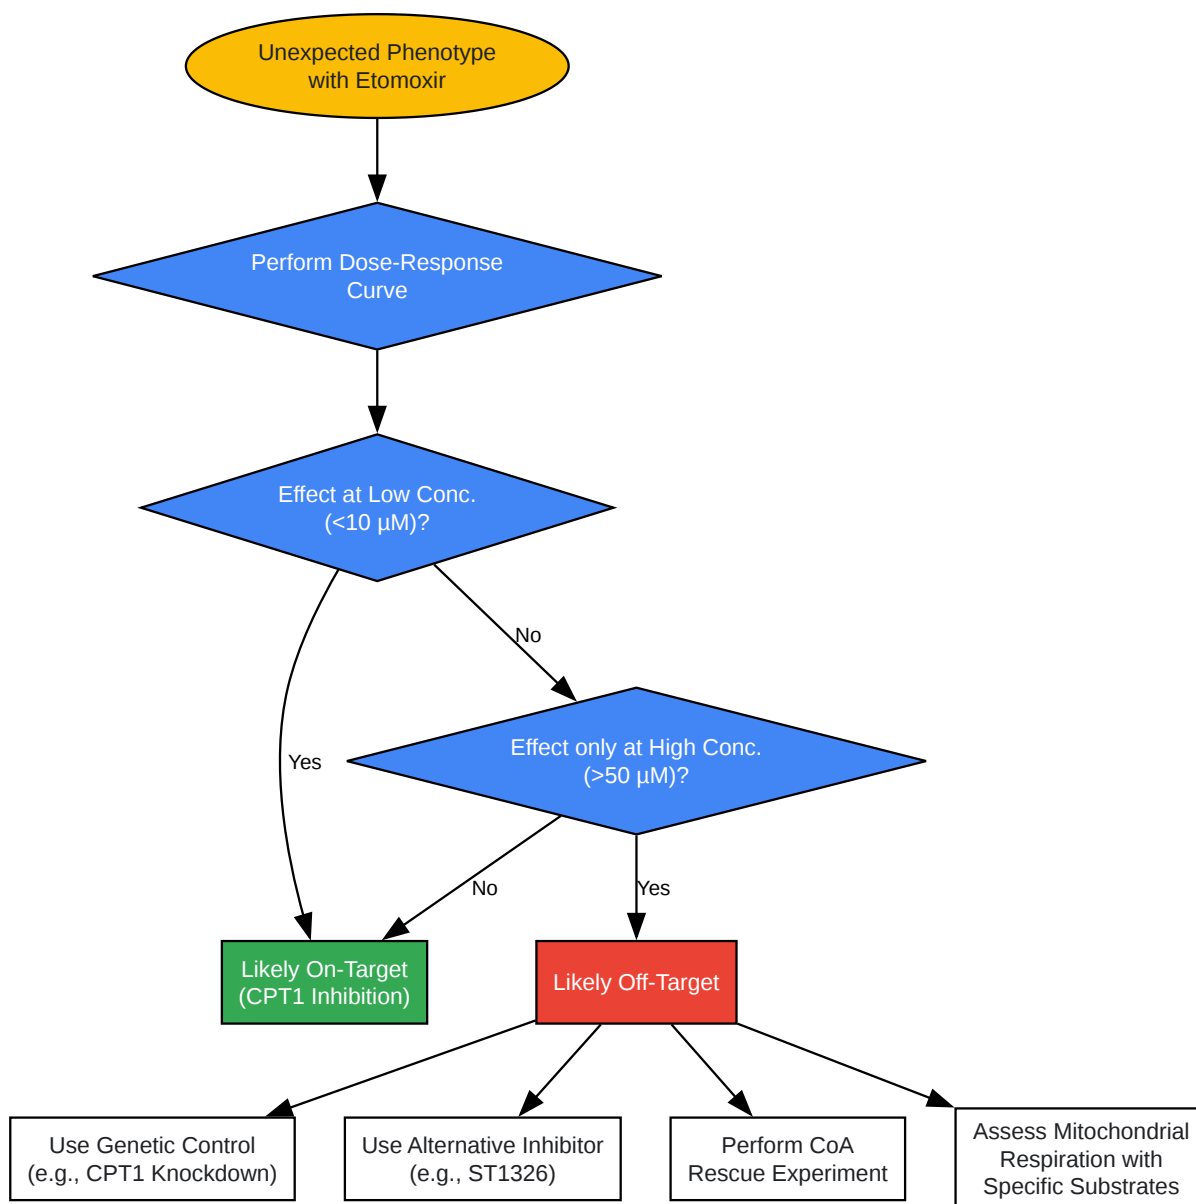 Unexpected Phenotype
with Etomoxir
Perform Dose-Response
Curve
Effect at Low Conc.
(<10 µM)?
No
Effect only at High Conc.
(>50 µM)?
Yes
No
Yes
Likely On-Target
(CPT1 Inhibition)
Likely Off-Target
Use Genetic Control
(e.g., CPT1 Knockdown)
Use Alternative Inhibitor
(e.g., ST1326)
Perform CoA
Rescue Experiment
Assess Mitochondrial
Respiration with
Specific Substrates